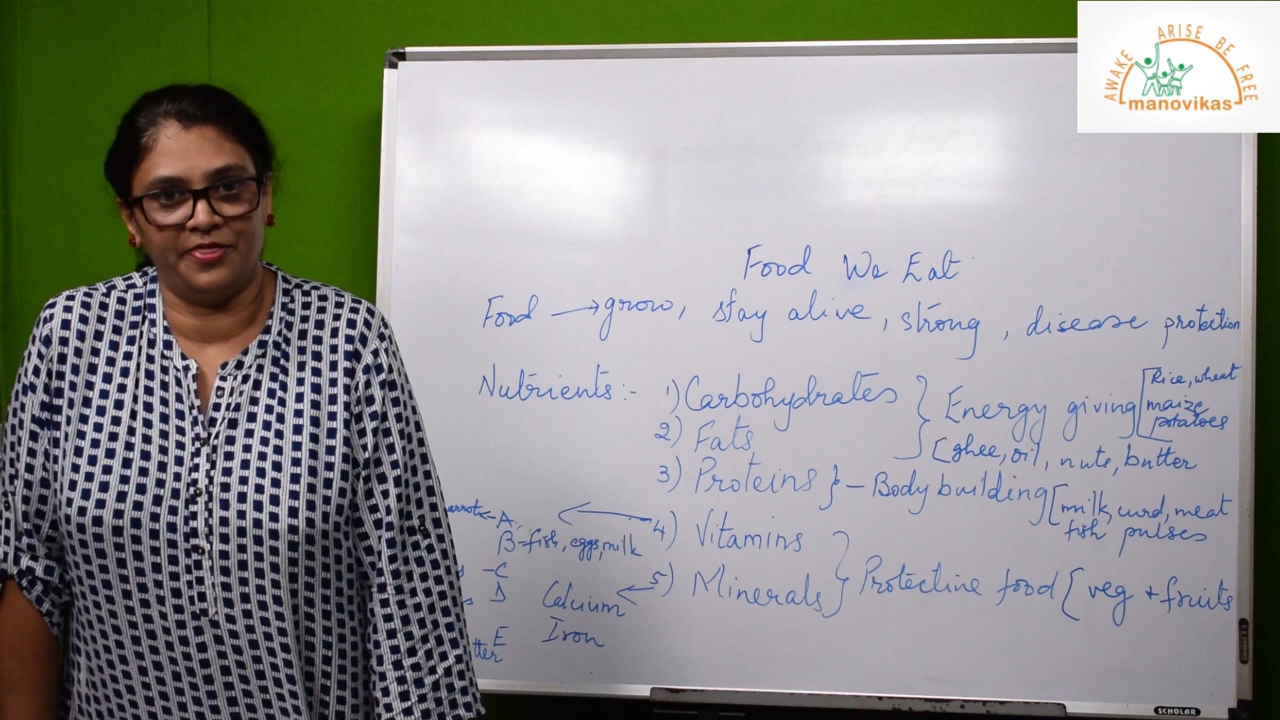 AWAKE ARISE BE FREE
manovikas
Food We Eat
Food → grow, stay alive, strong, disease protection
Nutrients:- 1) Carbohydrates } Energy giving [Rice, wheat
maize
potatoes
2) Fats [ghee, oil, nuts, butter
3) Proteins } - Body building [milk, curd, meat
fish pulses
4) Vitamins
A
B-fish, eggs, milk
-C
D
E
5) Minerals } Protective food [veg + fruits
Calcium
Iron
SCHOLAR